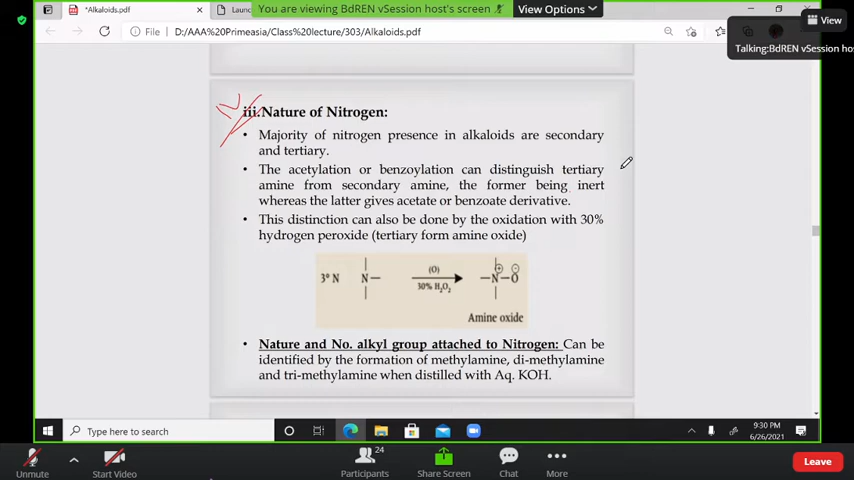 You are viewing BdREN vSession host's screen
View Options
View
*Alkaloids.pdf
Talking:BdREN vSession hos
File
D:/AAA%20Primeasia/Class%20lecture/303/Alkaloids.pdf
iii.Nature of Nitrogen:
• Majority of nitrogen presence in alkaloids are secondary
and tertiary.
• The acetylation or benzoylation can distinguish tertiary
amine from secondary amine, the former being inert
whereas the latter gives acetate or benzoate derivative.
• This distinction can also be done by the oxidation with 30%
hydrogen peroxide (tertiary form amine oxide)
3° N N (O) 30% H₂O₂ N O
Amine oxide
• Nature and No. alkyl group attached to Nitrogen: Can be
identified by the formation of methylamine, di-methylamine
and tri-methylamine when distilled with Aq. KOH.
Type here to search
9:30 PM
6/26/2021
24
Unmute
Start Video
Participants
Share Screen
Chat
More
Leave